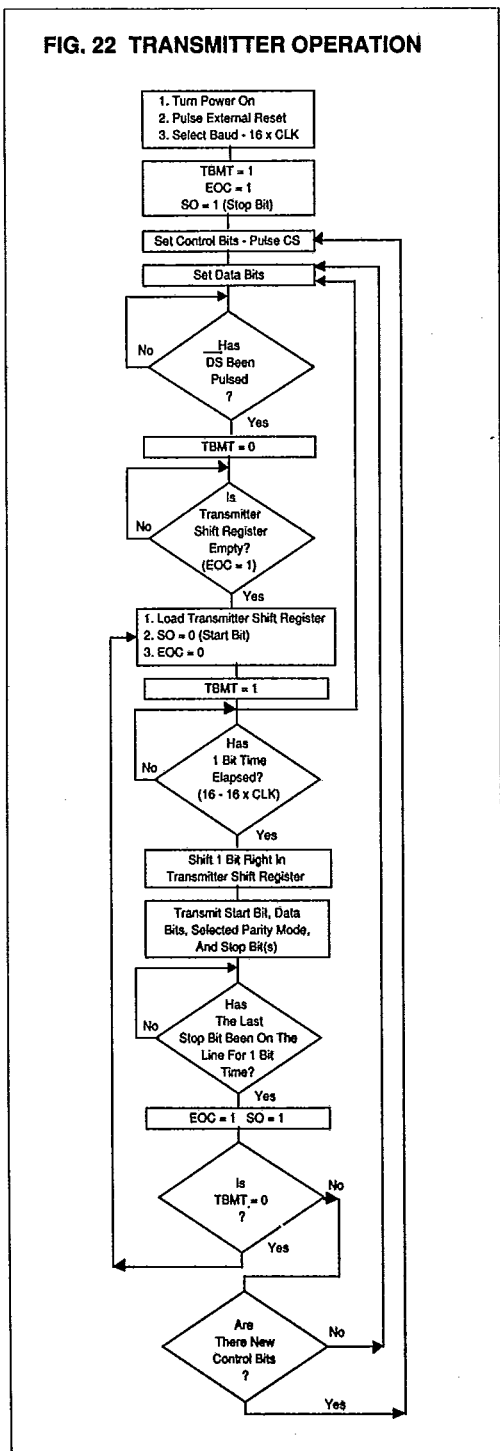 FIG. 22 TRANSMITTER OPERATION
1. Turn Power On
2. Pulse External Reset
3. Select Baud - 16 x CLK
TBMT = 1
EOC = 1
SO = 1 (Stop Bit)
Set Control Bits - Pulse CS
Set Data Bits
No
Has
DS Been
Pulsed
?
Yes
TBMT = 0
No
Is
Transmitter
Shift Register
Empty?
(EOC = 1)
Yes
1. Load Transmitter Shift Register
2. SO = 0 (Start Bit)
3. EOC = 0
TBMT = 1
No
Has
1 Bit Time
Elapsed?
(16 - 16 x CLK)
Yes
Shift 1 Bit Right In
Transmitter Shift Register
Transmit Start Bit, Data
Bits, Selected Parity Mode,
And Stop Bit(s)
No
Has
The Last
Stop Bit Been On The
Line For 1 Bit
Time?
Yes
EOC = 1 SO = 1
Is
TBMT = 0
?
No
Yes
Are
There New
Control Bits
?
No
Yes